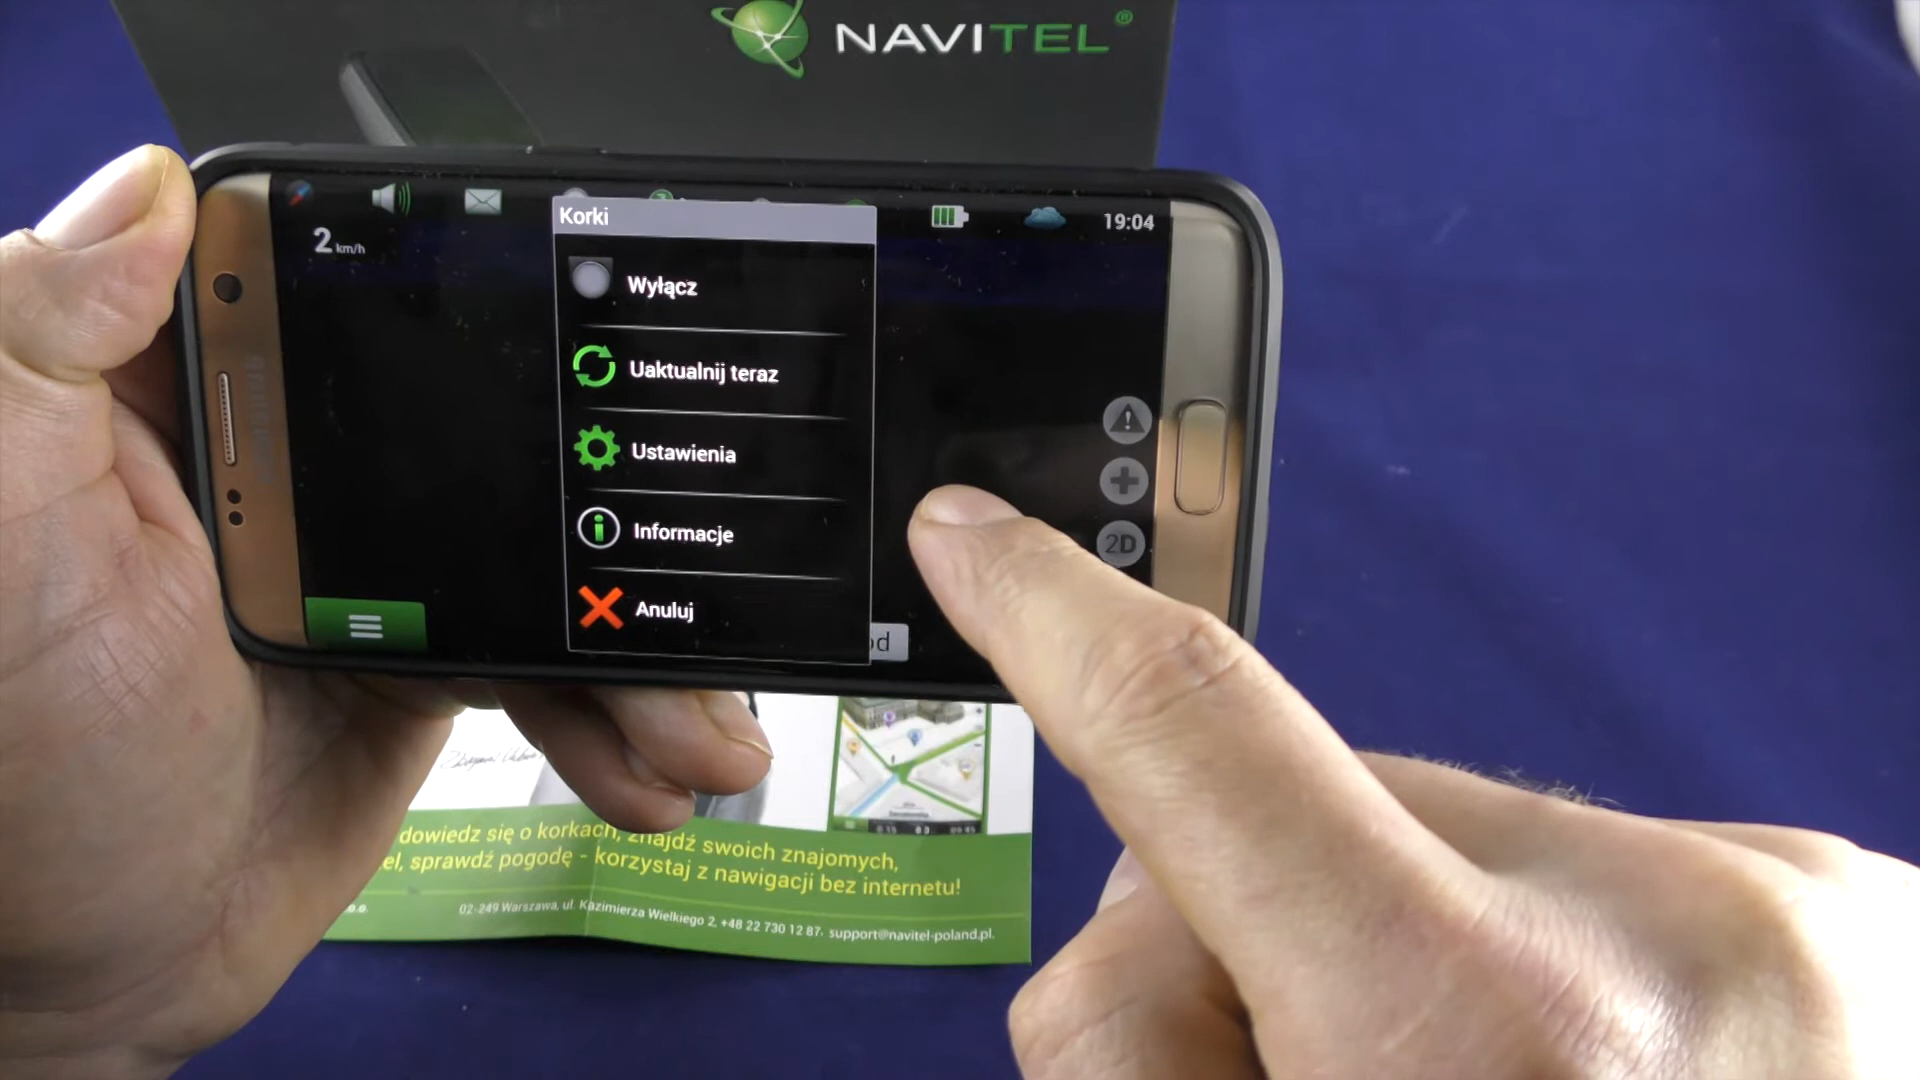 NAVITEL®
19:04
2 km/h
Korki
Wyłącz
Uaktualnij teraz
Ustawienia
Informacje
Anuluj
2D
od
SAMSUNG
dowiedz się o korkach, znajdź swoich znajomych,
el, sprawdź pogodę - korzystaj z nawigacji bez internetu!
02-249 Warszawa, ul. Kazimierza Wielkiego 2, +48 22 730 12 87, support@navitel-poland.pl.